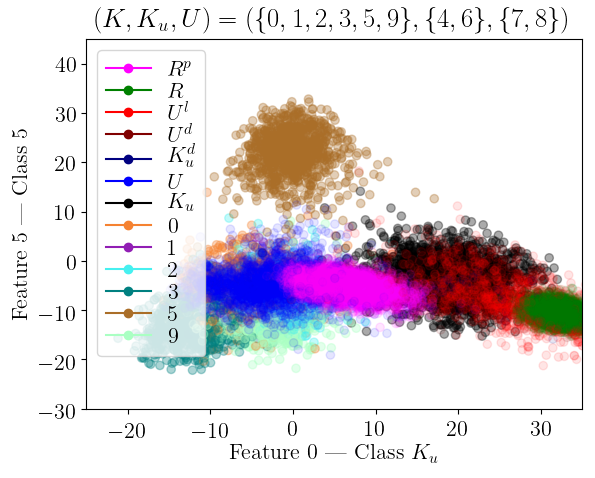 (K, K_u, U) = ({0, 1, 2, 3, 5, 9}, {4, 6}, {7, 8})
40
30
20
10
0
−10
−20
−30
Feature 5 — Class 5
R^p
R
U^l
U^d
K_u^d
U
K_u
0
1
2
3
5
9
−20
−10
0
10
20
30
Feature 0 — Class K_u